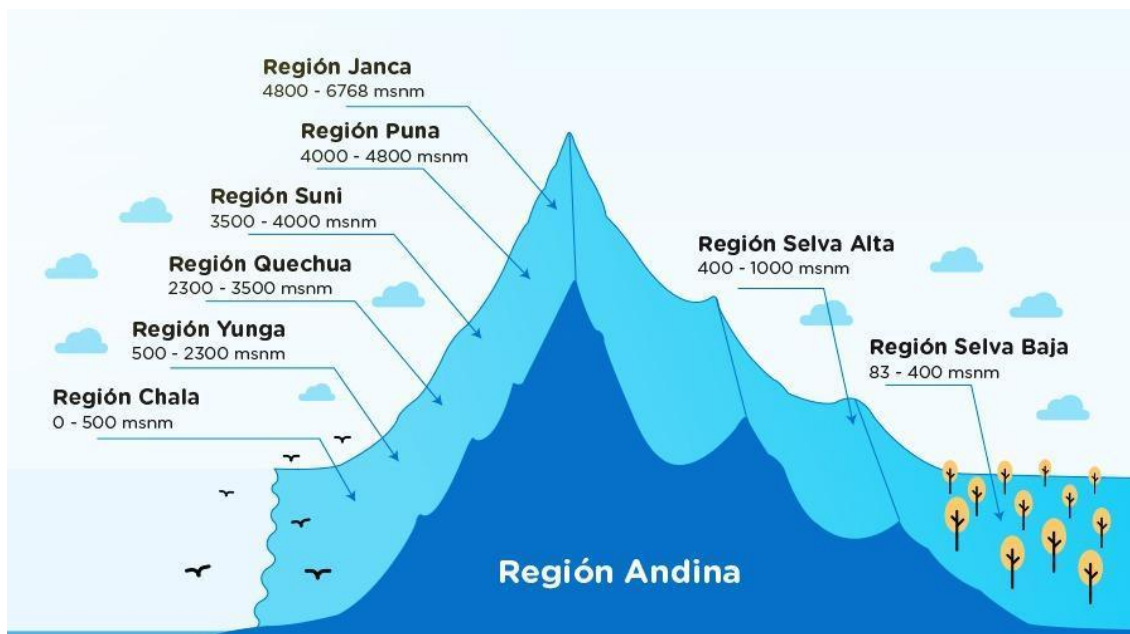 Región Janca
4800 - 6768 msnm
Región Puna
4000 - 4800 msnm
Región Suni
3500 - 4000 msnm
Región Quechua
2300 - 3500 msnm
Región Yunga
500 - 2300 msnm
Región Chala
0 - 500 msnm
Región Selva Alta
400 - 1000 msnm
Región Selva Baja
83 - 400 msnm
Región Andina